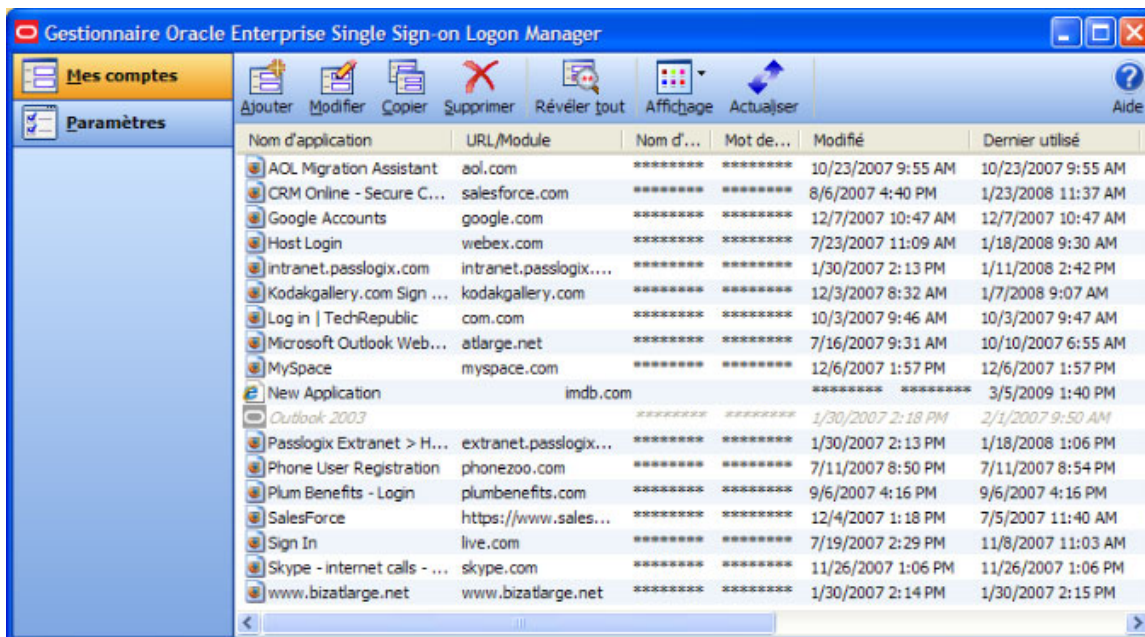 Gestionnaire Oracle Enterprise Single Sign-on Logon Manager
Mes comptes
Paramètres
Ajouter Modifier Copier Supprimer Révéler tout Affichage Actualiser Aide
Nom d'application URL/Module Nom d'... Mot de... Modifié Dernier utilisé
AOL Migration Assistant aol.com ******** ******** 10/23/2007 9:55 AM 10/23/2007 9:55 AM
CRM Online - Secure C... salesforce.com ******** ******** 8/6/2007 4:40 PM 1/23/2008 11:37 AM
Google Accounts google.com ******** ******** 12/7/2007 10:47 AM 12/7/2007 10:47 AM
Host Login webex.com ******** ******** 7/23/2007 11:09 AM 1/18/2008 9:30 AM
intranet.passlogix.com intranet.passlogix.... ******** ******** 1/30/2007 2:13 PM 1/11/2008 2:42 PM
Kodakgallery.com Sign ... kodakgallery.com ******** ******** 12/3/2007 8:32 AM 1/7/2008 9:07 AM
Log in | TechRepublic com.com ******** ******** 10/3/2007 9:46 AM 10/3/2007 9:47 AM
Microsoft Outlook Web... atlarge.net ******** ******** 7/16/2007 9:31 AM 10/10/2007 6:55 AM
MySpace myspace.com ******** ******** 12/6/2007 1:57 PM 12/6/2007 1:57 PM
New Application imdb.com ******** ******** 3/5/2009 1:40 PM
Outlook 2003 ******** ******** 1/30/2007 2:18 PM 2/1/2007 9:50 AM
Passlogix Extranet > H... extranet.passlogix... ******** ******** 1/30/2007 2:13 PM 1/18/2008 1:06 PM
Phone User Registration phonezoo.com ******** ******** 7/11/2007 8:50 PM 7/11/2007 8:54 PM
Plum Benefits - Login plumbenefits.com ******** ******** 9/6/2007 4:16 PM 9/6/2007 4:16 PM
SalesForce https://www.sales... ******** ******** 12/4/2007 1:18 PM 7/5/2007 11:40 AM
Sign In live.com ******** ******** 7/19/2007 2:29 PM 11/8/2007 11:03 AM
Skype - internet calls - ... skype.com ******** ******** 11/26/2007 1:06 PM 11/26/2007 1:06 PM
www.bizatlarge.net www.bizatlarge.net ******** ******** 1/30/2007 2:14 PM 1/30/2007 2:15 PM